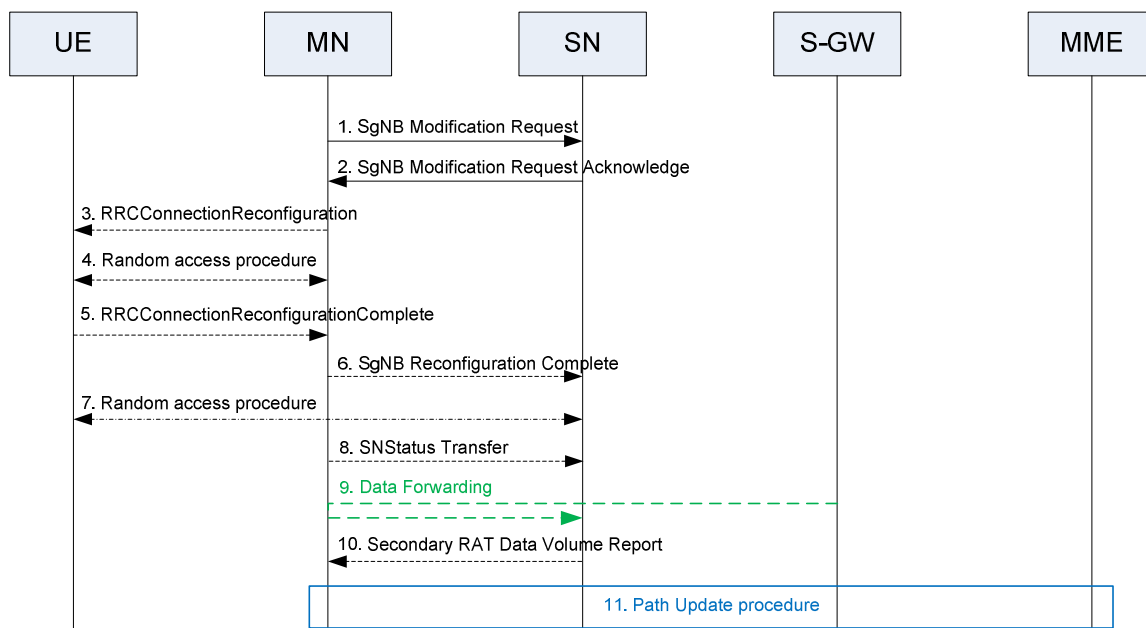 UE MN SN S-GW MME
1. SgNB Modification Request
2. SgNB Modification Request Acknowledge
3. RRCConnectionReconfiguration
4. Random access procedure
5. RRCConnectionReconfigurationComplete
6. SgNB Reconfiguration Complete
7. Random access procedure
8. SNStatus Transfer
9. Data Forwarding
10. Secondary RAT Data Volume Report
11. Path Update procedure